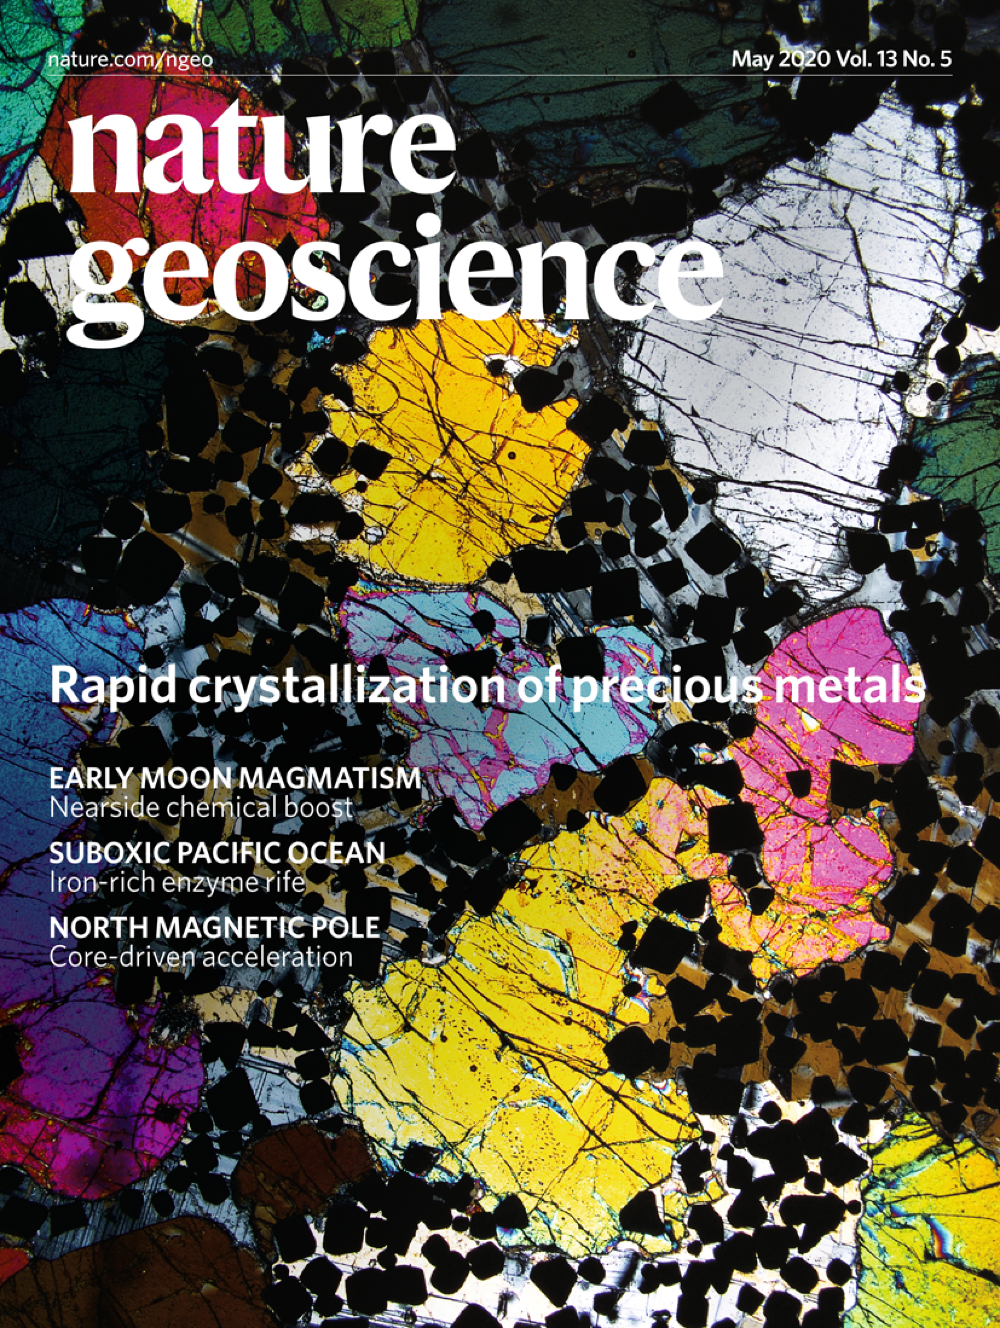 nature.com/ngeo
May 2020 Vol. 13 No. 5
nature
geoscience
Rapid crystallization of precious metals
EARLY MOON MAGMATISM
Nearside chemical boost
SUBOXIC PACIFIC OCEAN
Iron-rich enzyme rife
NORTH MAGNETIC POLE
Core-driven acceleration